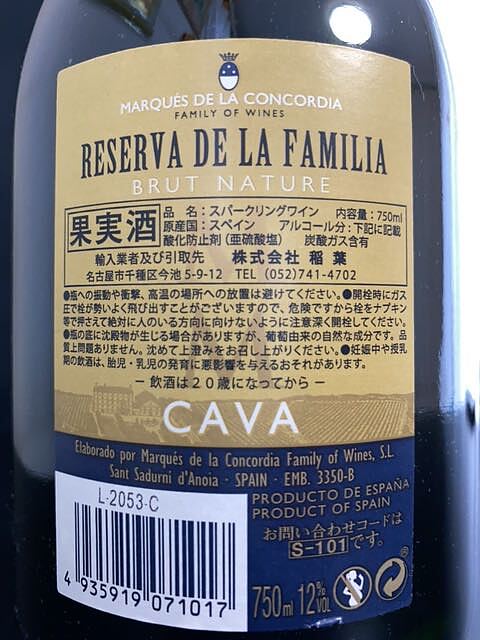 MARQUÉS DE LA CONCORDIA
FAMILY OF WINES
RESERVA DE LA FAMILIA
BRUT NATURE
果実酒
品 名：スパークリングワイン 内容量：750ml
原産国：スペイン アルコール分：下記に記載
酸化防止剤（亜硫酸塩） 炭酸ガス含有
輸入業者及び引取先 株式会社 稲葉
名古屋市千種区今池5-9-12 TEL (052)741-4702
●瓶への振動や衝撃、高温の場所への放置は避けてください。●開栓時にガス
圧で栓が勢いよく飛び出すことがございますので、危険ですから栓をナプキン
等で押さえて絶対に人のいる方向に向けないように注意深く開栓してください。
●瓶の底に沈殿物が生じる場合がありますが、葡萄由来の自然な成分です。品
質上問題ありません。沈めて上澄みをお召し上がりください。●妊娠中や授乳
期の飲酒は、胎児・乳児の発育に悪影響を与えるおそれがあります。
－飲酒は２０歳になってから－
CAVA
Elaborado por Marqués de la Concordia Family of Wines, S.L.
Sant Sadurní d'Anoia · SPAIN · EMB. 3350-B
L-2053-C
PRODUCTO DE ESPAÑA
PRODUCT OF SPAIN
お問い合わせコードは
S-101です。
4 935919 071017
750ml 12%VOL
®